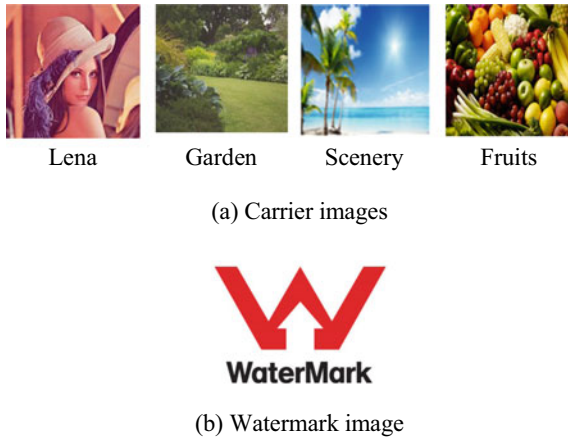 Lena Garden Scenery Fruits
(a) Carrier images
WaterMark
(b) Watermark image